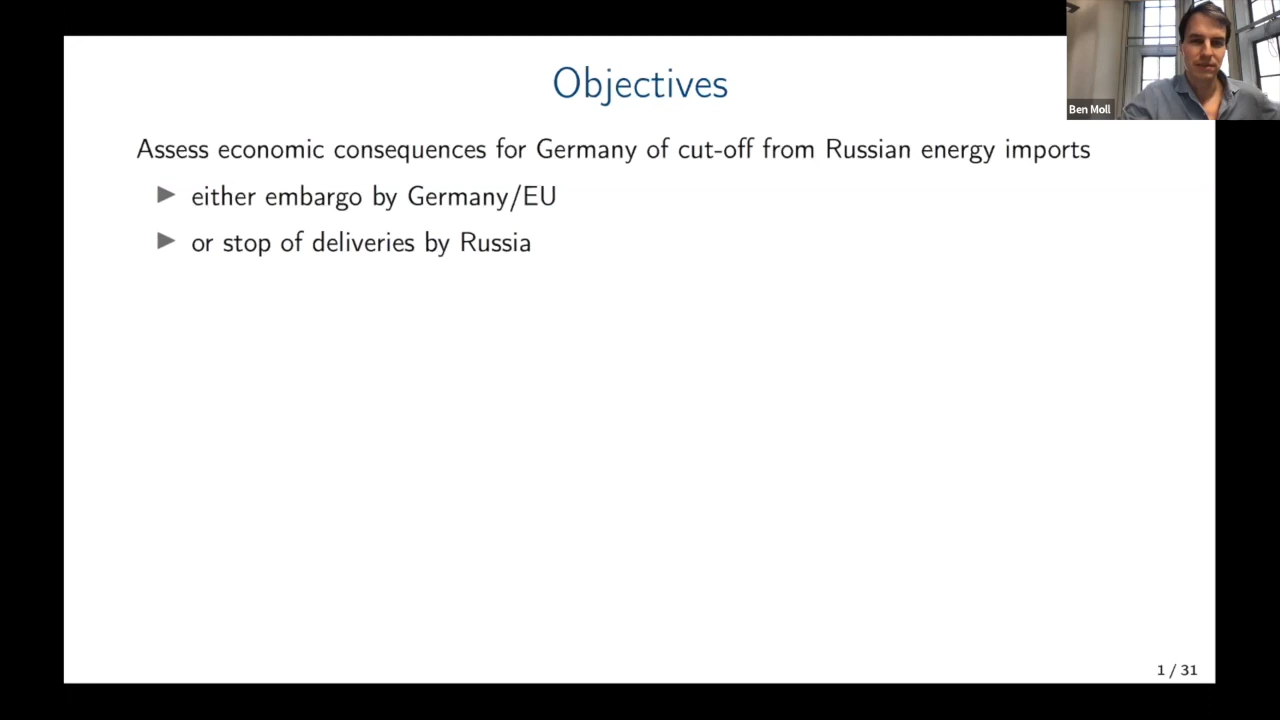 Objectives
Ben Moll
Assess economic consequences for Germany of cut-off from Russian energy imports
▶ either embargo by Germany/EU
▶ or stop of deliveries by Russia
1 / 31